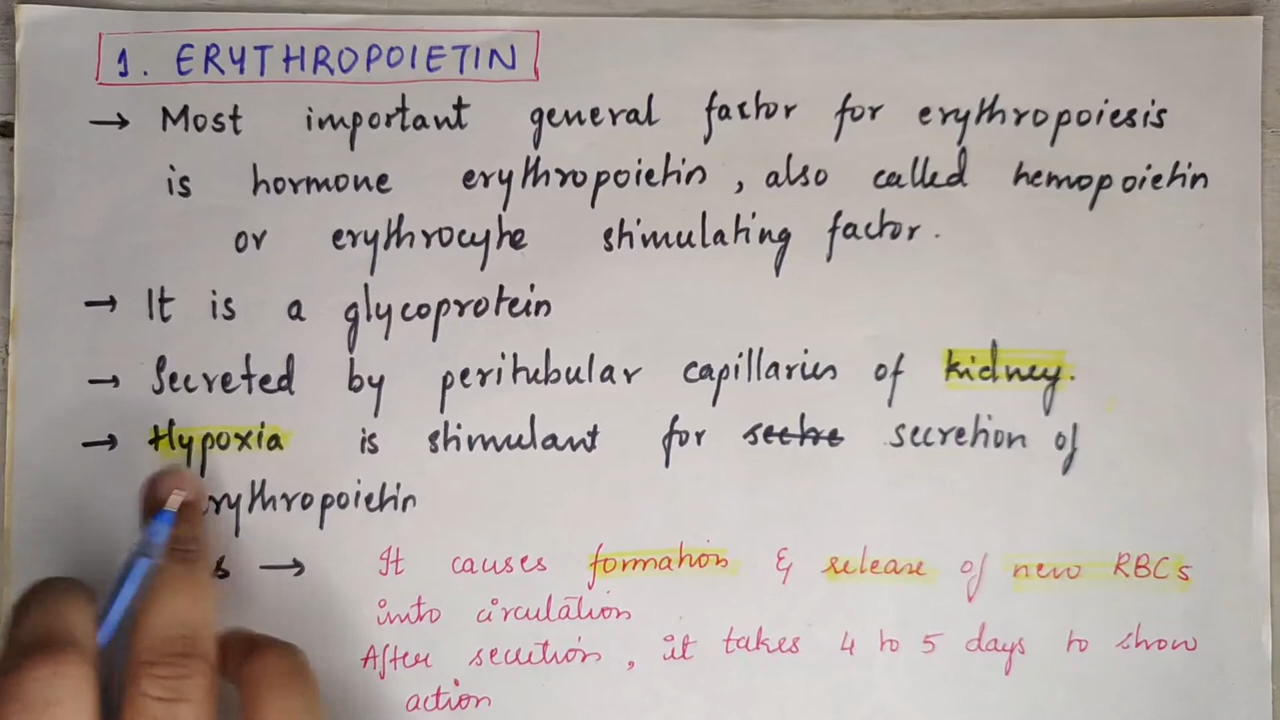 1. ERYTHROPOIETIN
→ Most important general factor for erythropoiesis
is hormone erythropoietin, also called hemopoietin
or erythrocyte stimulating factor.
→ It is a glycoprotein
→ Secreted by peritubular capillaries of kidney.
→ Hypoxia is stimulant for secretion of
erythropoietin
→ It causes formation & release of new RBCs
into circulation
After secretion, it takes 4 to 5 days to show
action